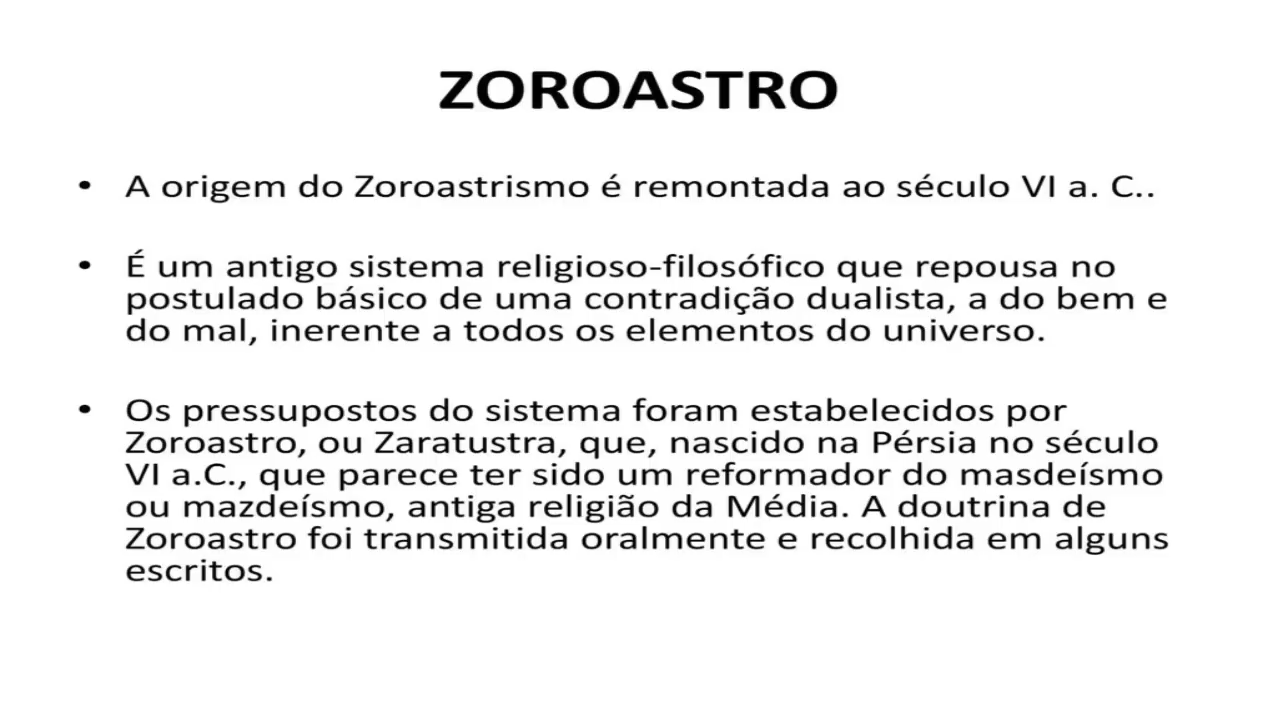 ZOROASTRO
• A origem do Zoroastrismo é remontada ao século VI a. C..
• É um antigo sistema religioso-filosófico que repousa no
postulado básico de uma contradição dualista, a do bem e
do mal, inerente a todos os elementos do universo.
• Os pressupostos do sistema foram estabelecidos por
Zoroastro, ou Zaratustra, que, nascido na Pérsia no século
VI a.C., que parece ter sido um reformador do masdeísmo
ou mazdeísmo, antiga religião da Média. A doutrina de
Zoroastro foi transmitida oralmente e recolhida em alguns
escritos.